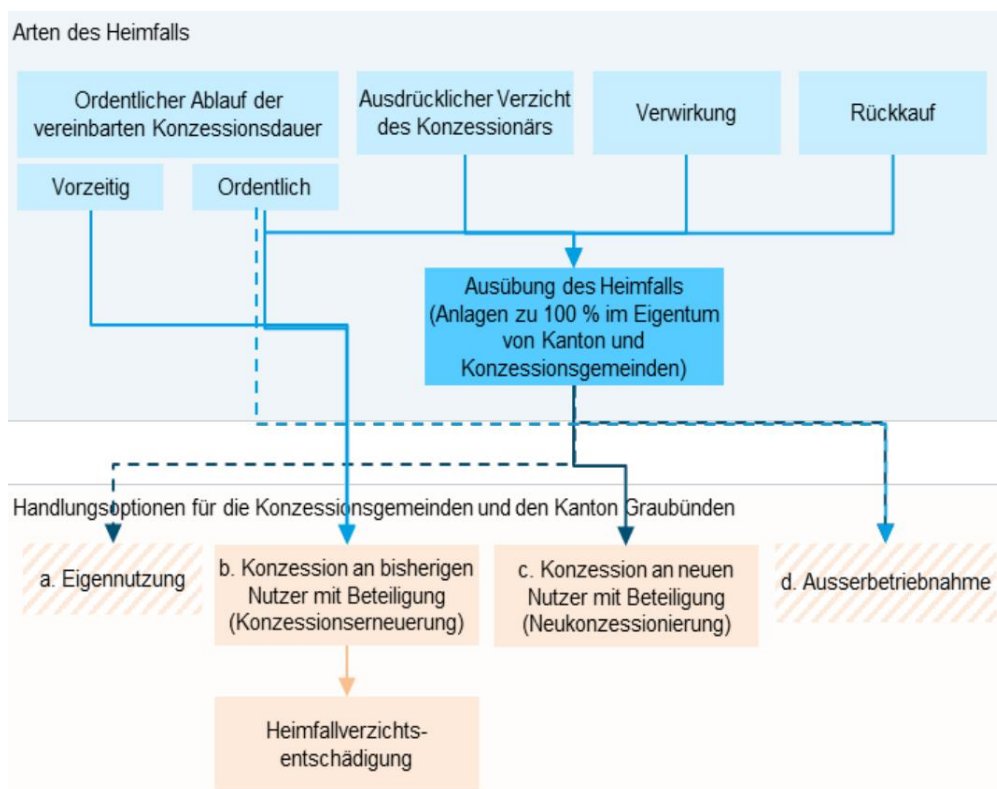 Arten des Heimfalls
Ordentlicher Ablauf der
vereinbarten Konzessionsdauer
Ausdrücklicher Verzicht
des Konzessionärs
Verwirkung
Rückkauf
Vorzeitig
Ordentlich
Ausübung des Heimfalls
(Anlagen zu 100 % im Eigentum
von Kanton und
Konzessionsgemeinden)
Handlungsoptionen für die Konzessionsgemeinden und den Kanton Graubünden
a. Eigennutzung
b. Konzession an bisherigen
Nutzer mit Beteiligung
(Konzessionserneuerung)
c. Konzession an neuen
Nutzer mit Beteiligung
(Neukonzessionierung)
d. Ausserbetriebnahme
Heimfallverzichts-
entschädigung